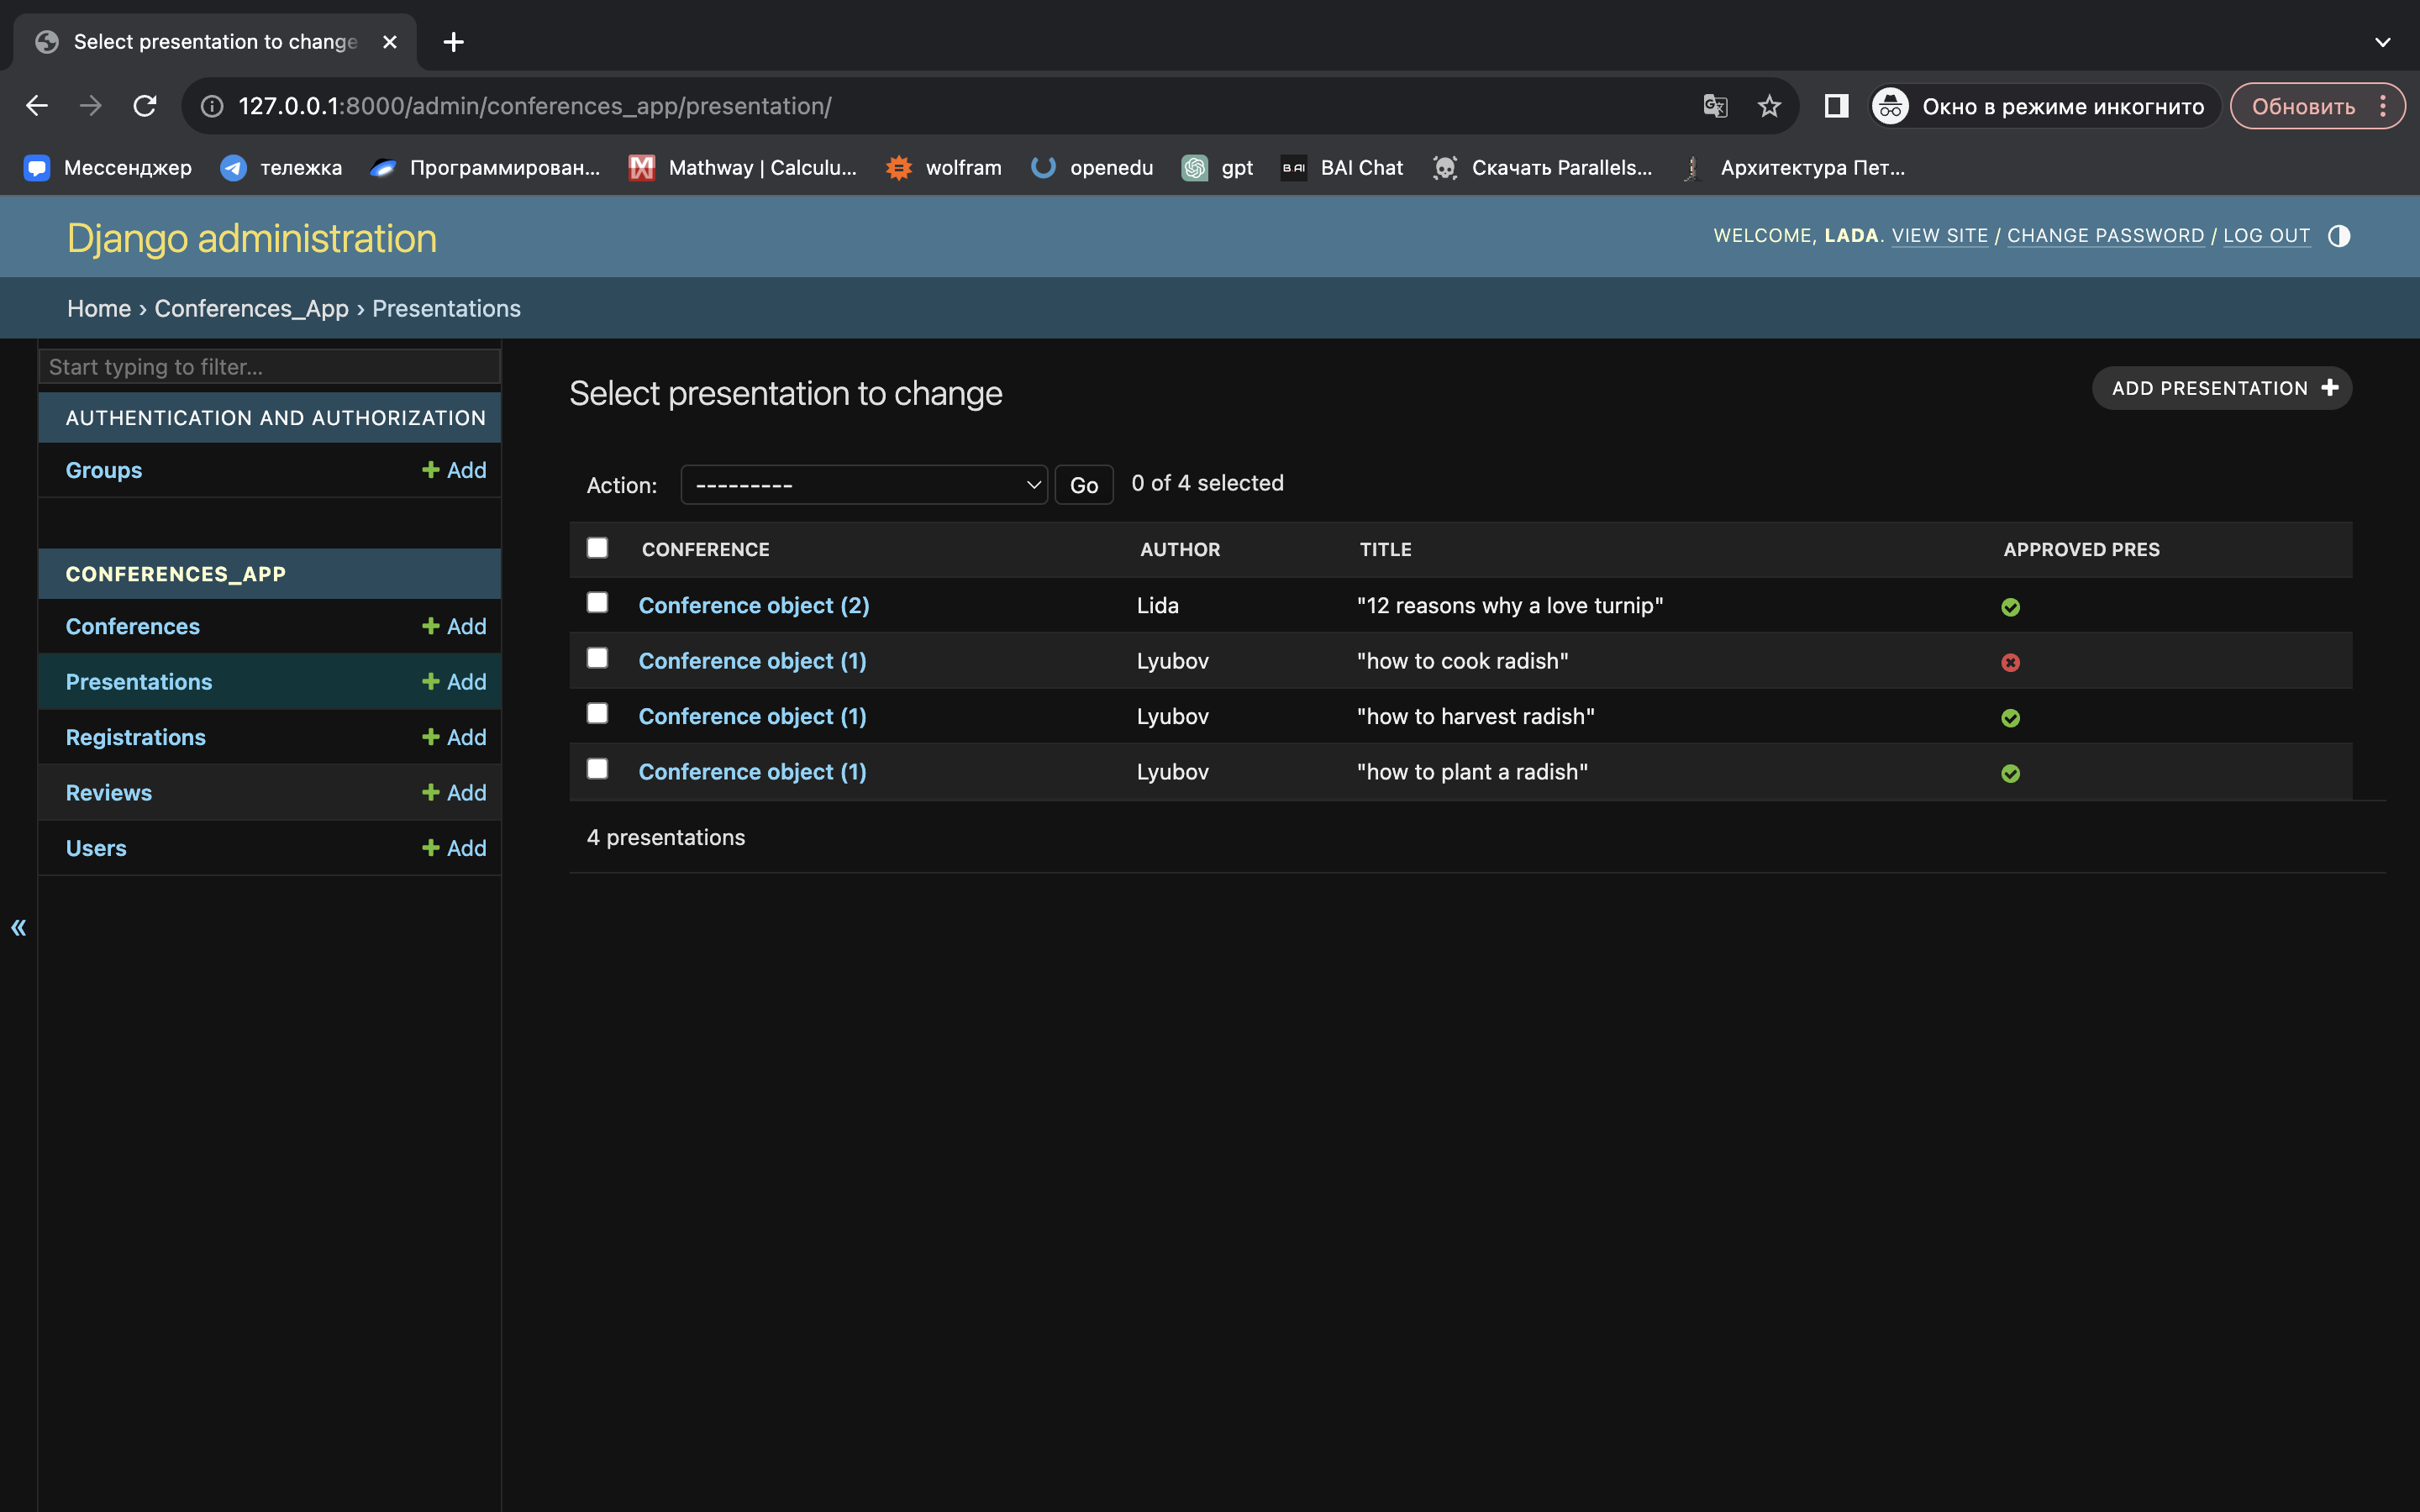 Select presentation to change
127.0.0.1:8000/admin/conferences_app/presentation/
Окно в режиме инкогнито
Обновить
Мессенджер
тележка
Программирован...
Mathway | Calculu...
wolfram
openedu
gpt
B AI
BAI Chat
Скачать Parallels...
Архитектура Пет...
Django administration
WELCOME, LADA. VIEW SITE / CHANGE PASSWORD / LOG OUT
Home › Conferences_App › Presentations
Start typing to filter...
AUTHENTICATION AND AUTHORIZATION
Groups + Add
CONFERENCES_APP
Conferences + Add
Presentations + Add
Registrations + Add
Reviews + Add
Users + Add
«
Select presentation to change
ADD PRESENTATION +
Action: --------- Go 0 of 4 selected
CONFERENCE AUTHOR TITLE APPROVED PRES
Conference object (2) Lida "12 reasons why a love turnip"
Conference object (1) Lyubov "how to cook radish"
Conference object (1) Lyubov "how to harvest radish"
Conference object (1) Lyubov "how to plant a radish"
4 presentations